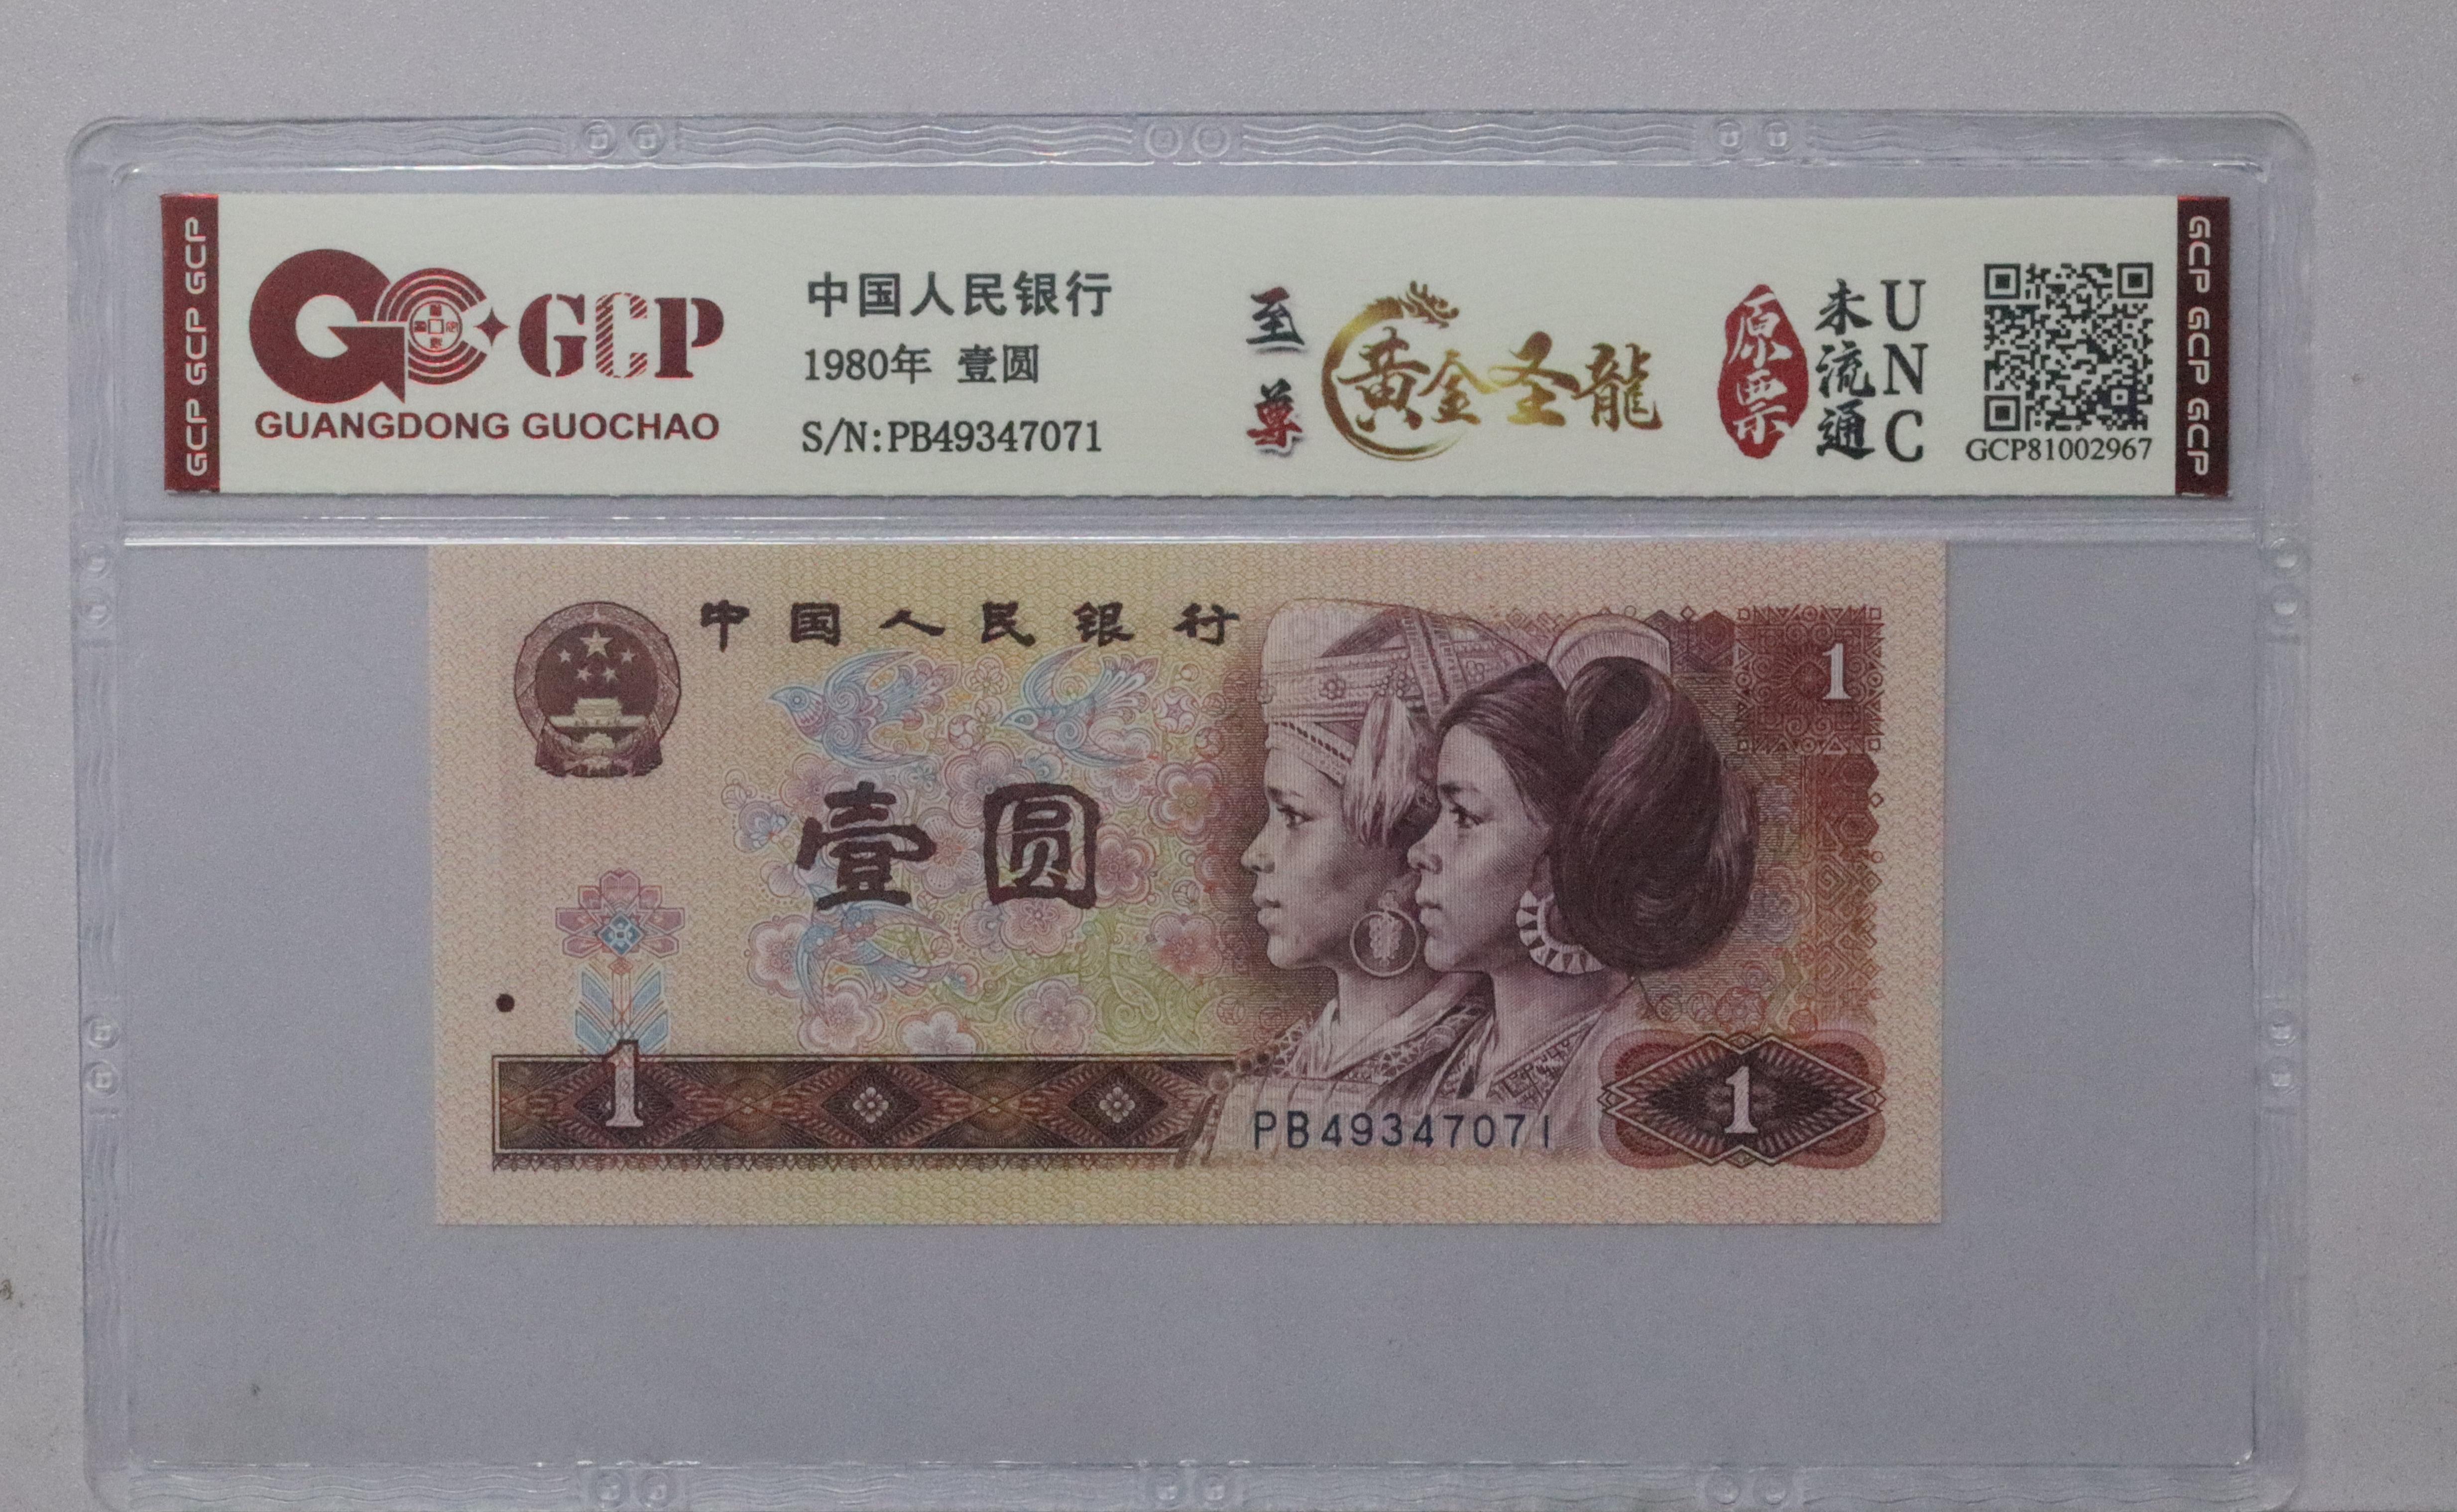 GCP GCP GCP
GCP
GUANGDONG GUOCHAO
中国人民银行
1980年 壹圆
S/N:PB49347071
至尊
黄金圣龍
原票
未流通
UNC
GCP81002967
GCP GCP GCP
中国人民银行
1
壹圆
1
PB49347071
1